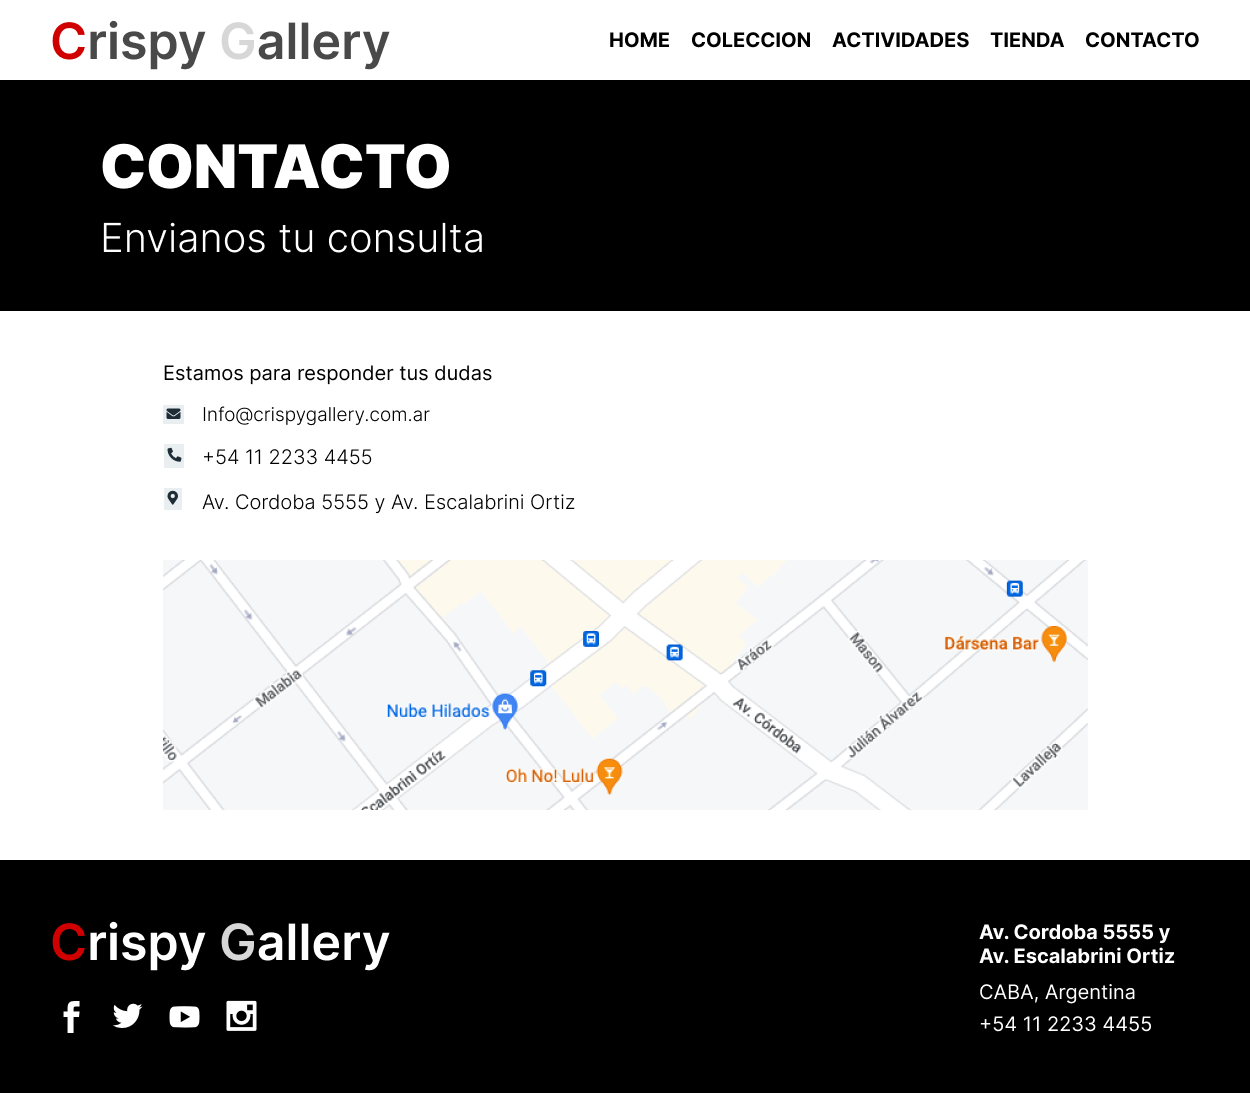 Crispy Gallery
HOME COLECCION ACTIVIDADES TIENDA CONTACTO
CONTACTO
Envianos tu consulta
Estamos para responder tus dudas
Info@crispygallery.com.ar
+54 11 2233 4455
Av. Cordoba 5555 y Av. Escalabrini Ortiz
Dársena Bar
Aráoz
Mason
Malabia
Nube Hilados
Av. Córdoba
Julián Álvarez
illo
Oh No! Lulu
Scalabrini Ortíz
Lavalleja
Crispy Gallery
Av. Cordoba 5555 y
Av. Escalabrini Ortiz
CABA, Argentina
+54 11 2233 4455